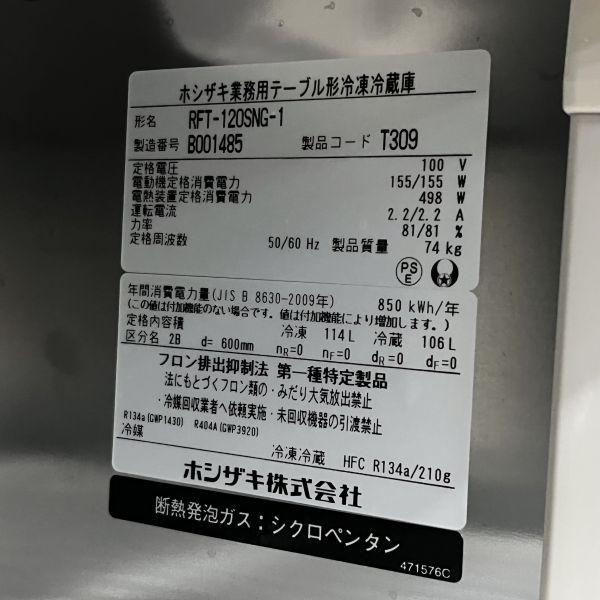 ホシザキ業務用テーブル形冷凍冷蔵庫
形名 RFT-120SNG-1
製造番号 B001485 製品コード T309
定格電圧 100 V
電動機定格消費電力 155/155 W
電熱装置定格消費電力 498 W
運転電流 2.2/2.2 A
力率 81/81 %
定格周波数 50/60 Hz 製品質量 74 kg
PS
E
年間消費電力量(JIS B 8630-2009年) 850 kWh/年
(この値は付加機能のない場合です。値は付加機能により増加します。)
定格内容積 冷凍 114 L 冷蔵 106 L
区分名 2B d= 600mm nR=0 nF=0 dR=0 dF=0
フロン排出抑制法 第一種特定製品
法にもとづくフロン類の・みだり大気放出禁止
・冷媒回収業者へ依頼実施・未回収機器の引渡禁止
R134a(GWP1430) R404A(GWP3920)
冷媒 冷凍冷蔵 HFC R134a/210g
ホシザキ株式会社
断熱発泡ガス：シクロペンタン
471576C